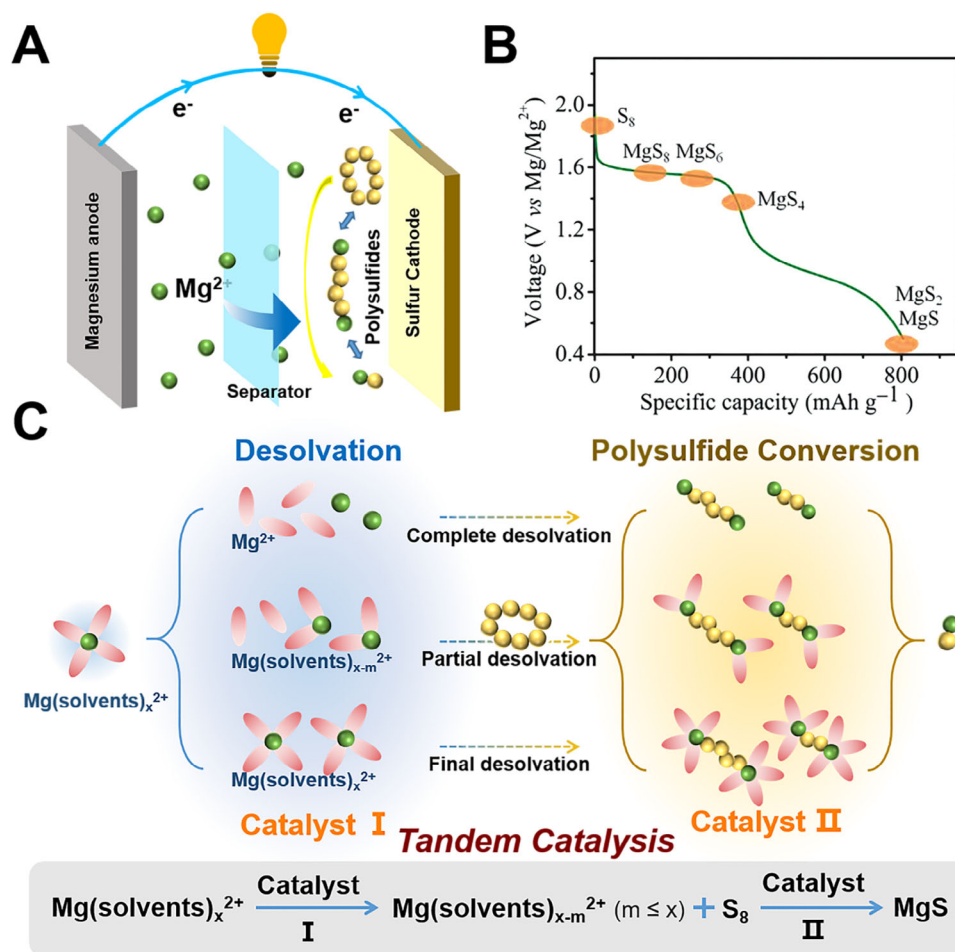 A
e⁻
e⁻
Magnesium anode
Mg²⁺
Separator
Polysulfides
Sulfur Cathode
B
Voltage (V vs Mg/Mg²⁺)
2.0
1.6
1.2
0.8
0.4
S₈
MgS₈ MgS₆
MgS₄
MgS₂
MgS
0
200
400
600
800
Specific capacity (mAh g⁻¹)
C
Desolvation
Polysulfide Conversion
Mg²⁺
Complete desolvation
Mg(solvents)ₓ²⁺
Mg(solvents)ₓ₋ₘ²⁺
Partial desolvation
Mg(solvents)ₓ²⁺
Final desolvation
Catalyst Ⅰ
Catalyst Ⅱ
Tandem Catalysis
Mg(solvents)ₓ²⁺ Catalyst Ⅰ Mg(solvents)ₓ₋ₘ²⁺ (m ≤ x) + S₈ Catalyst Ⅱ MgS